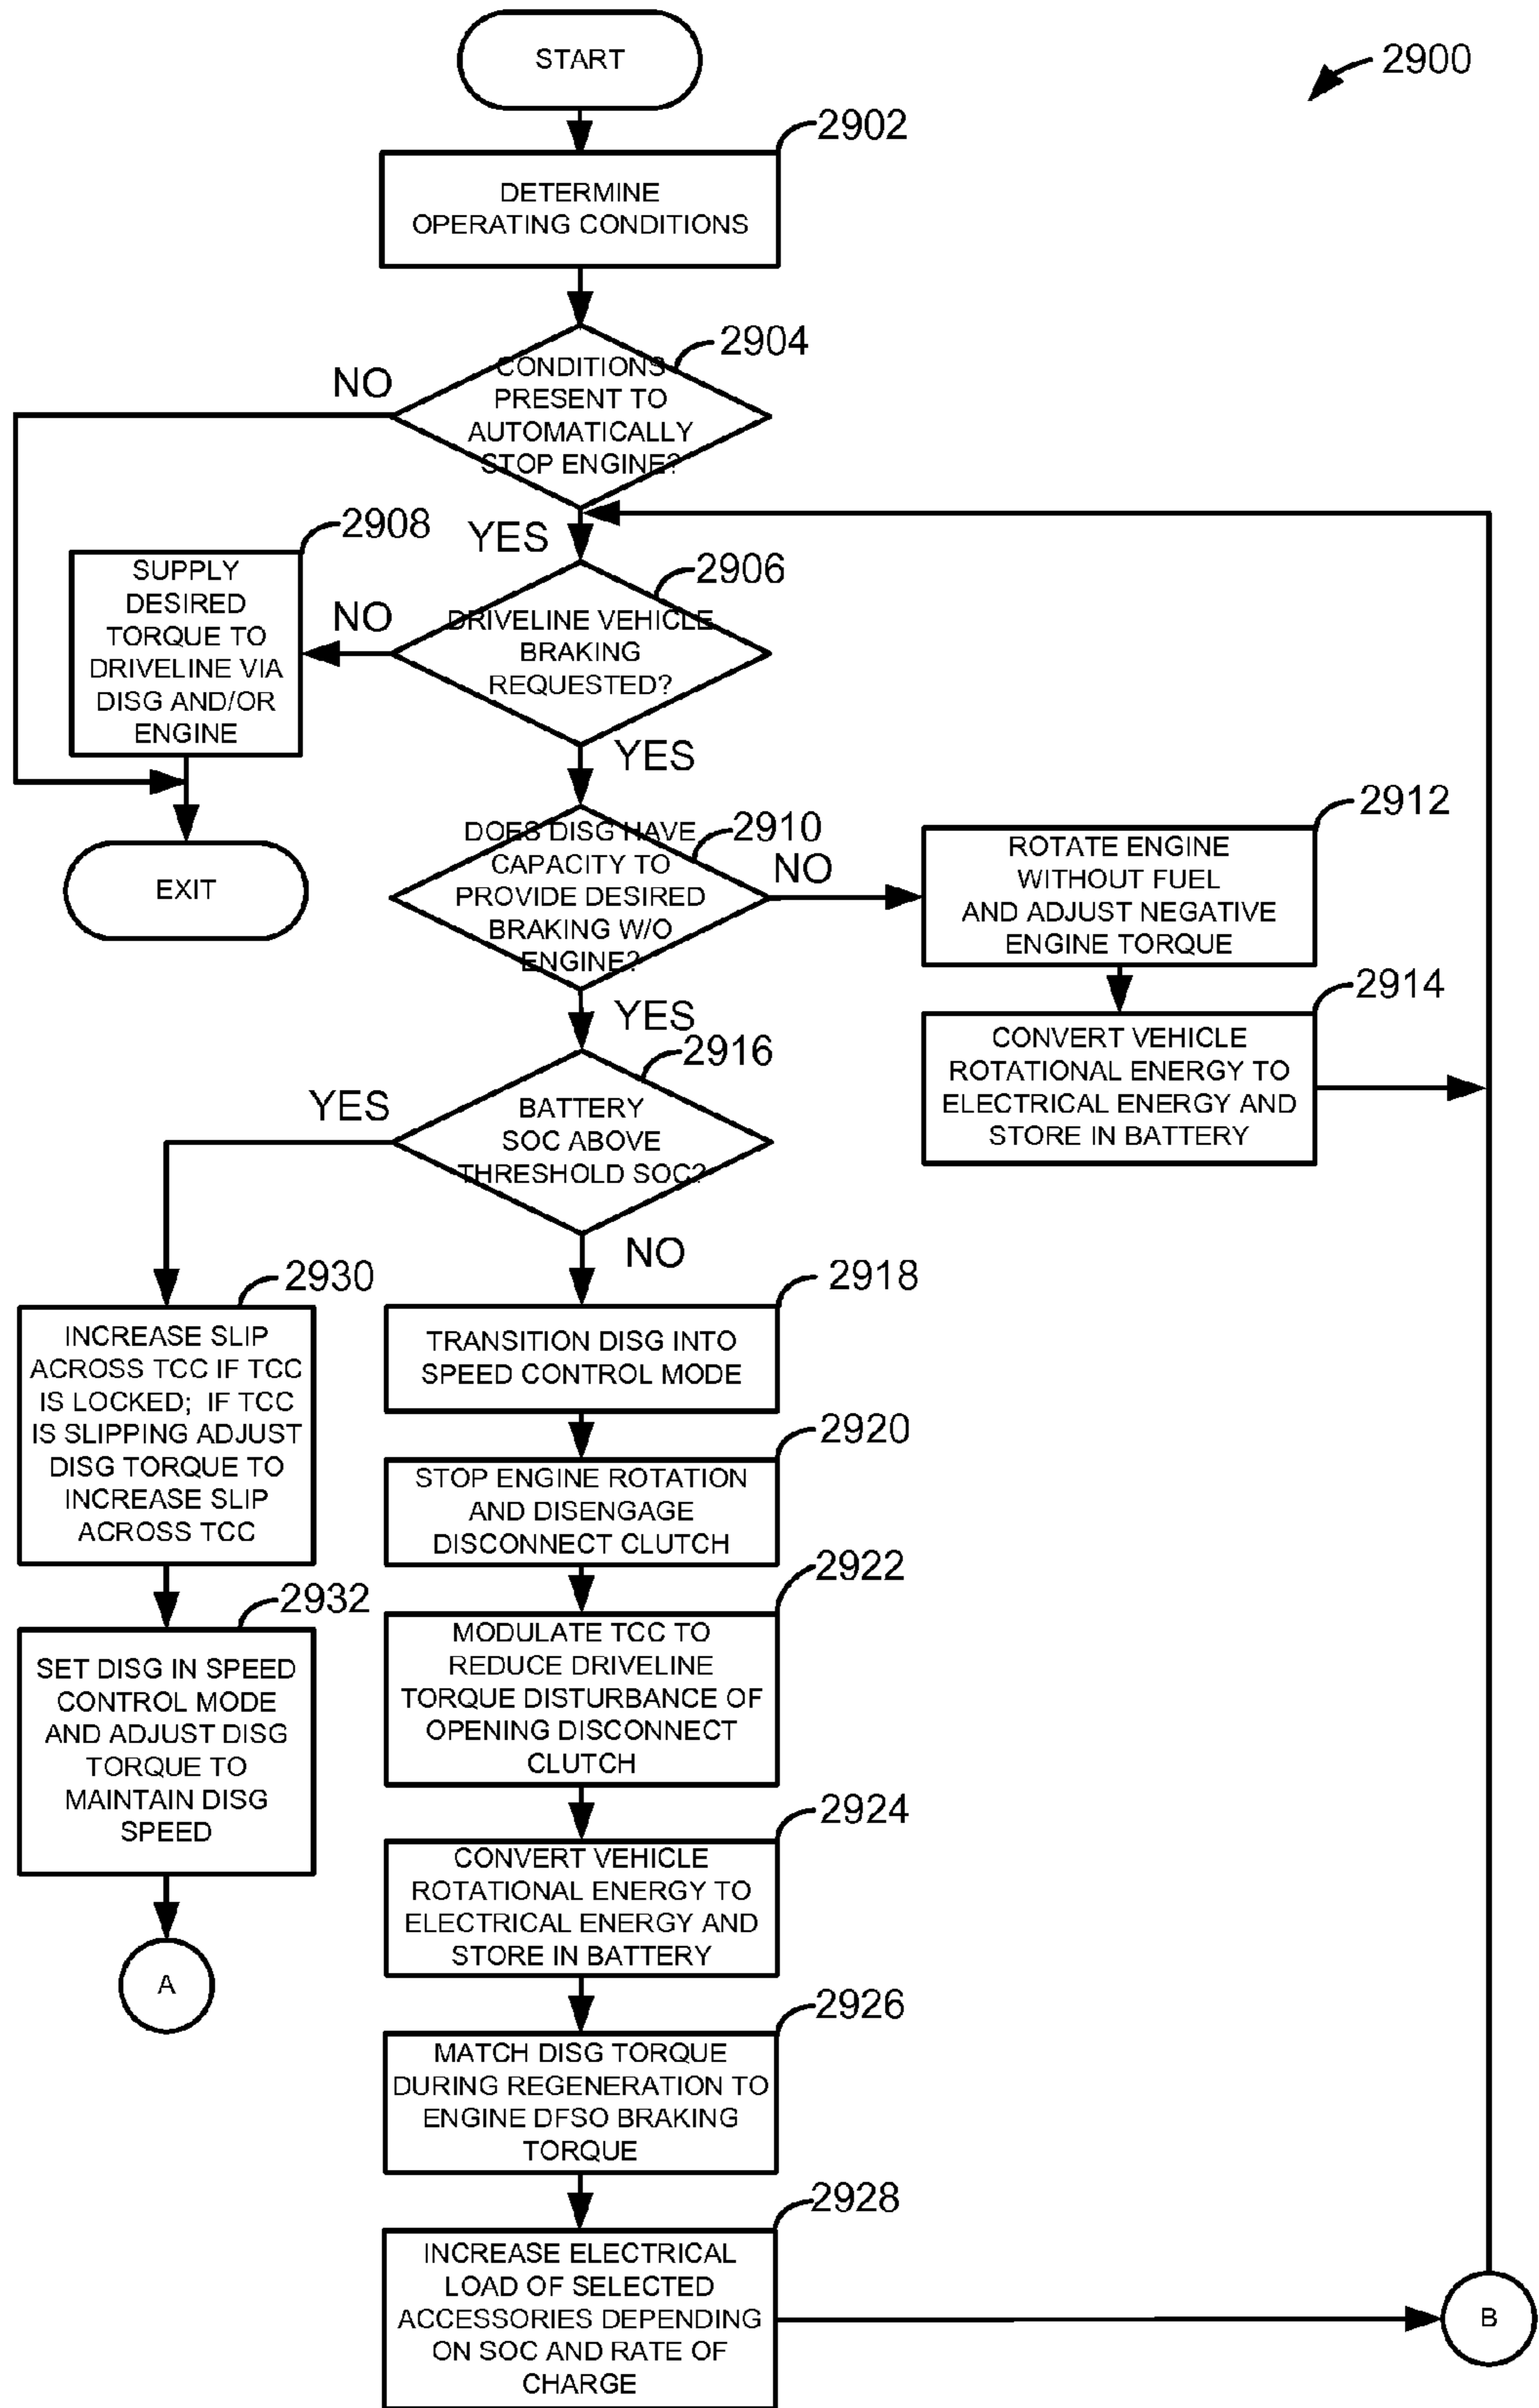 START
2900
2902
DETERMINE
OPERATING CONDITIONS
2904
NO
CONDITIONS
PRESENT TO
AUTOMATICALLY
STOP ENGINE?
YES
2908
SUPPLY
DESIRED
TORQUE TO
DRIVELINE VIA
DISG AND/OR
ENGINE
2906
NO
DRIVELINE VEHICLE
BRAKING
REQUESTED?
YES
EXIT
2910
DOES DISG HAVE
CAPACITY TO
PROVIDE DESIRED
BRAKING W/O
ENGINE?
NO
2912
ROTATE ENGINE
WITHOUT FUEL
AND ADJUST NEGATIVE
ENGINE TORQUE
2914
CONVERT VEHICLE
ROTATIONAL ENERGY TO
ELECTRICAL ENERGY AND
STORE IN BATTERY
YES
2916
YES
BATTERY
SOC ABOVE
THRESHOLD SOC?
NO
2930
INCREASE SLIP
ACROSS TCC IF TCC
IS LOCKED; IF TCC
IS SLIPPING ADJUST
DISG TORQUE TO
INCREASE SLIP
ACROSS TCC
2932
SET DISG IN SPEED
CONTROL MODE
AND ADJUST DISG
TORQUE TO
MAINTAIN DISG
SPEED
A
2918
TRANSITION DISG INTO
SPEED CONTROL MODE
2920
STOP ENGINE ROTATION
AND DISENGAGE
DISCONNECT CLUTCH
2922
MODULATE TCC TO
REDUCE DRIVELINE
TORQUE DISTURBANCE OF
OPENING DISCONNECT
CLUTCH
2924
CONVERT VEHICLE
ROTATIONAL ENERGY TO
ELECTRICAL ENERGY AND
STORE IN BATTERY
2926
MATCH DISG TORQUE
DURING REGENERATION TO
ENGINE DFSO BRAKING
TORQUE
2928
INCREASE ELECTRICAL
LOAD OF SELECTED
ACCESSORIES DEPENDING
ON SOC AND RATE OF
CHARGE
B